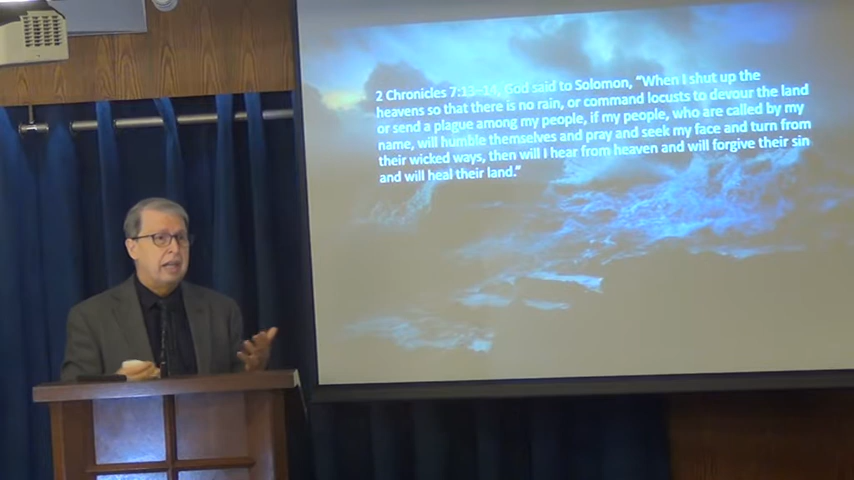 2 Chronicles 7:13-14, God said to Solomon, "When I shut up the
heavens so that there is no rain, or command locusts to devour the land
or send a plague among my people, if my people, who are called by my
name, will humble themselves and pray and seek my face and turn from
their wicked ways, then will I hear from heaven and will forgive their sin
and will heal their land."